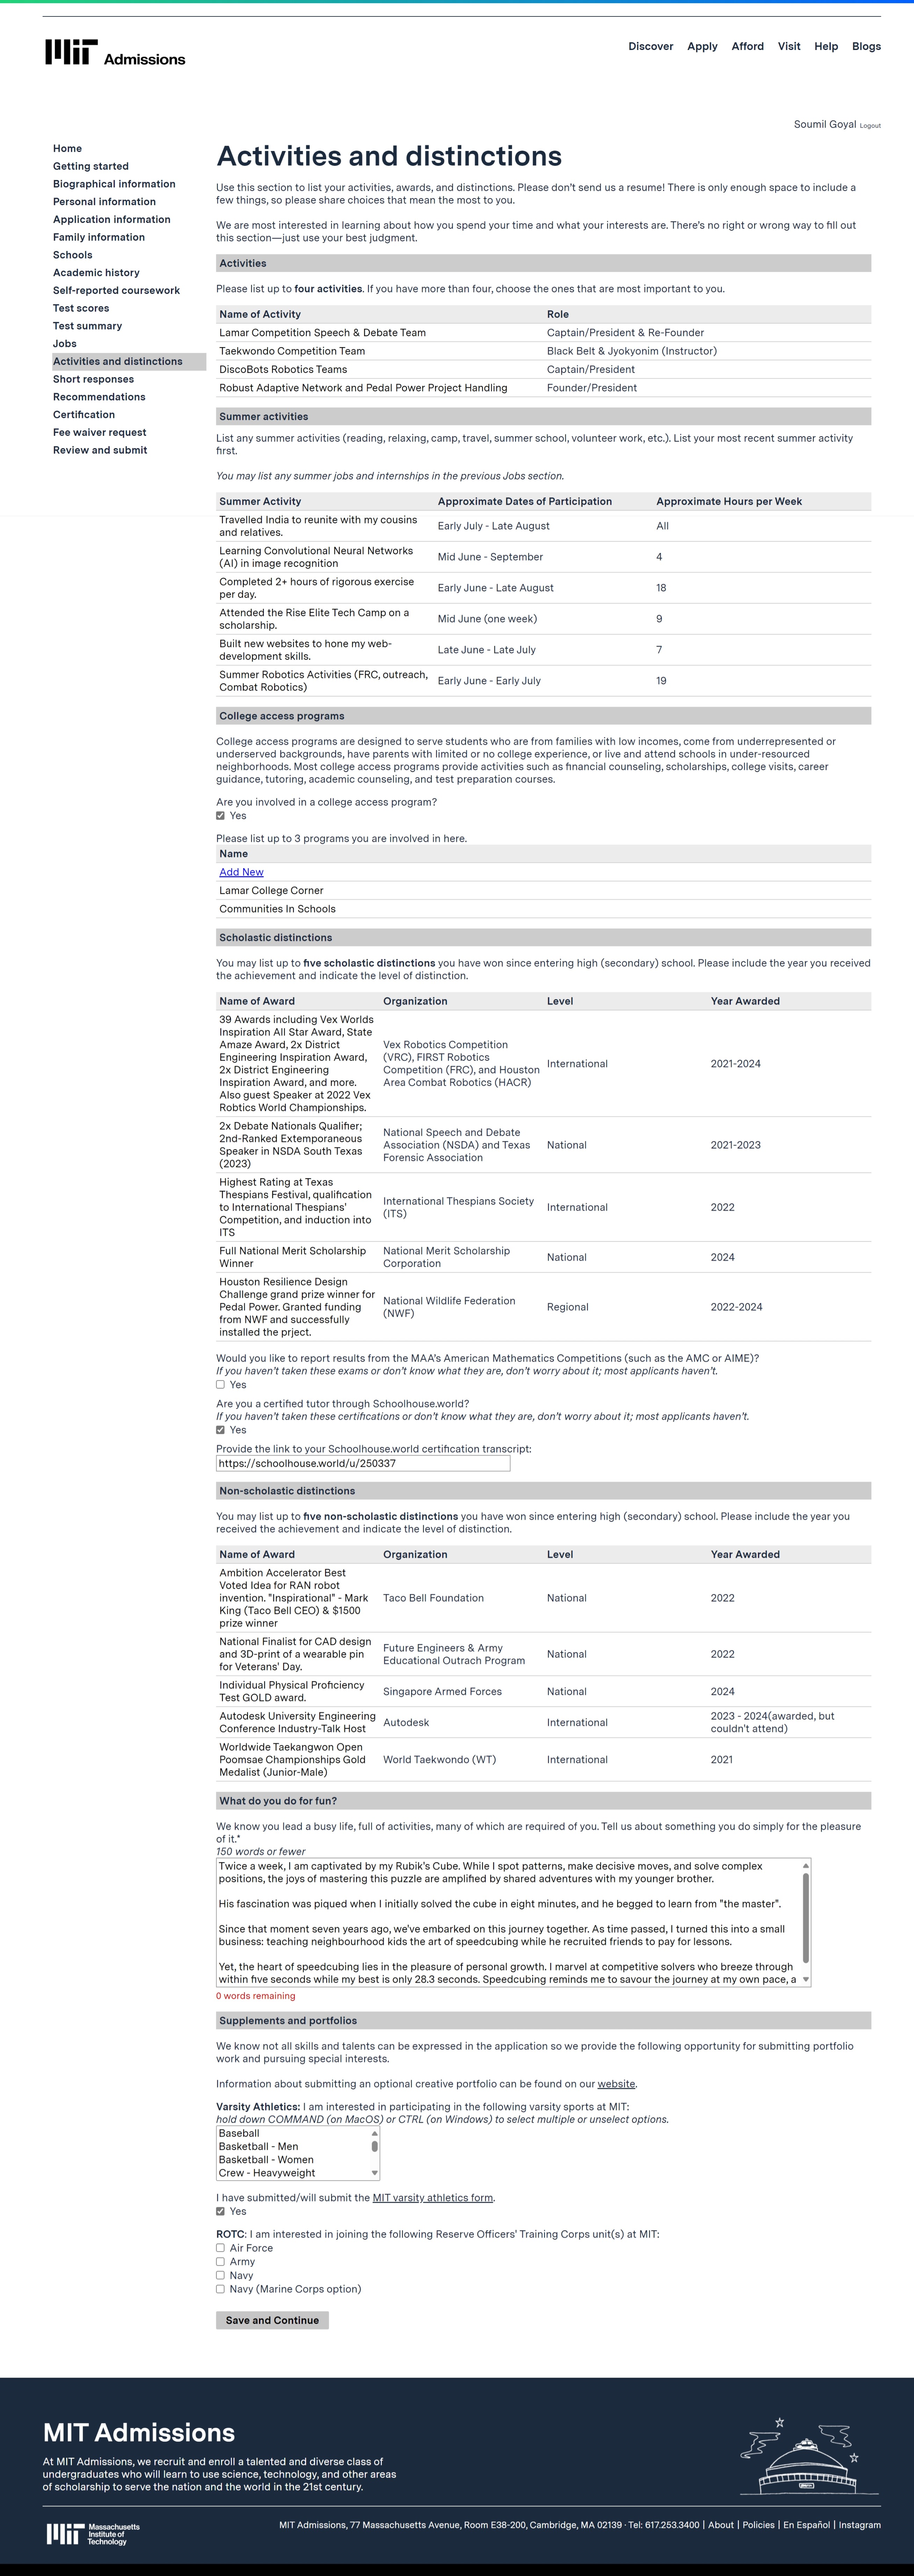 MIT Admissions
Discover Apply Afford Visit Help Blogs
Soumil Goyal Logout
Home
Getting started
Biographical information
Personal information
Application information
Family information
Schools
Academic history
Self-reported coursework
Test scores
Test summary
Jobs
Activities and distinctions
Short responses
Recommendations
Certification
Fee waiver request
Review and submit
Activities and distinctions
Use this section to list your activities, awards, and distinctions. Please don't send us a resume! There is only enough space to include a
few things, so please share choices that mean the most to you.
We are most interested in learning about how you spend your time and what your interests are. There's no right or wrong way to fill out
this section—just use your best judgment.
Activities
Please list up to four activities. If you have more than four, choose the ones that are most important to you.
Name of Activity Role
Lamar Competition Speech & Debate Team Captain/President & Re-Founder
Taekwondo Competition Team Black Belt & Jyokyonim (Instructor)
DiscoBots Robotics Teams Captain/President
Robust Adaptive Network and Pedal Power Project Handling Founder/President
Summer activities
List any summer activities (reading, relaxing, camp, travel, summer school, volunteer work, etc.). List your most recent summer activity
first.
You may list any summer jobs and internships in the previous Jobs section.
Summer Activity Approximate Dates of Participation Approximate Hours per Week
Travelled India to reunite with my cousins
and relatives.
Early July - Late August
All
Learning Convolutional Neural Networks
(AI) in image recognition
Mid June - September
4
Completed 2+ hours of rigorous exercise
per day.
Early June - Late August
18
Attended the Rise Elite Tech Camp on a
scholarship.
Mid June (one week)
9
Built new websites to hone my web-
development skills.
Late June - Late July
7
Summer Robotics Activities (FRC, outreach,
Combat Robotics)
Early June - Early July
19
College access programs
College access programs are designed to serve students who are from families with low incomes, come from underrepresented or
underserved backgrounds, have parents with limited or no college experience, or live and attend schools in under-resourced
neighborhoods. Most college access programs provide activities such as financial counseling, scholarships, college visits, career
guidance, tutoring, academic counseling, and test preparation courses.
Are you involved in a college access program?
Yes
Please list up to 3 programs you are involved in here.
Name
Add New
Lamar College Corner
Communities In Schools
Scholastic distinctions
You may list up to five scholastic distinctions you have won since entering high (secondary) school. Please include the year you received
the achievement and indicate the level of distinction.
Name of Award Organization Level Year Awarded
39 Awards including Vex Worlds
Inspiration All Star Award, State
Amaze Award, 2x District
Engineering Inspiration Award,
2x District Engineering
Inspiration Award, and more.
Also guest Speaker at 2022 Vex
Robtics World Championships.
Vex Robotics Competition
(VRC), FIRST Robotics
Competition (FRC), and Houston
Area Combat Robotics (HACR)
International
2021-2024
2x Debate Nationals Qualifier;
2nd-Ranked Extemporaneous
Speaker in NSDA South Texas
(2023)
National Speech and Debate
Association (NSDA) and Texas
Forensic Association
National
2021-2023
Highest Rating at Texas
Thespians Festival, qualification
to International Thespians'
Competition, and induction into
ITS
International Thespians Society
(ITS)
International
2022
Full National Merit Scholarship
Winner
National Merit Scholarship
Corporation
National
2024
Houston Resilience Design
Challenge grand prize winner for
Pedal Power. Granted funding
from NWF and successfully
installed the prject.
National Wildlife Federation
(NWF)
Regional
2022-2024
Would you like to report results from the MAA's American Mathematics Competitions (such as the AMC or AIME)?
If you haven't taken these exams or don't know what they are, don't worry about it; most applicants haven't.
Yes
Are you a certified tutor through Schoolhouse.world?
If you haven't taken these certifications or don't know what they are, don't worry about it; most applicants haven't.
Yes
Provide the link to your Schoolhouse.world certification transcript:
https://schoolhouse.world/u/250337
Non-scholastic distinctions
You may list up to five non-scholastic distinctions you have won since entering high (secondary) school. Please include the year you
received the achievement and indicate the level of distinction.
Name of Award Organization Level Year Awarded
Ambition Accelerator Best
Voted Idea for RAN robot
invention. "Inspirational" - Mark
King (Taco Bell CEO) & $1500
prize winner
Taco Bell Foundation
National
2022
National Finalist for CAD design
and 3D-print of a wearable pin
for Veterans' Day.
Future Engineers & Army
Educational Outrach Program
National
2022
Individual Physical Proficiency
Test GOLD award.
Singapore Armed Forces
National
2024
Autodesk University Engineering
Conference Industry-Talk Host
Autodesk
International
2023 - 2024(awarded, but
couldn't attend)
Worldwide Taekangwon Open
Poomsae Championships Gold
Medalist (Junior-Male)
World Taekwondo (WT)
International
2021
What do you do for fun?
We know you lead a busy life, full of activities, many of which are required of you. Tell us about something you do simply for the pleasure
of it.*
150 words or fewer
Twice a week, I am captivated by my Rubik's Cube. While I spot patterns, make decisive moves, and solve complex
positions, the joys of mastering this puzzle are amplified by shared adventures with my younger brother.
His fascination was piqued when I initially solved the cube in eight minutes, and he begged to learn from "the master".
Since that moment seven years ago, we've embarked on this journey together. As time passed, I turned this into a small
business: teaching neighbourhood kids the art of speedcubing while he recruited friends to pay for lessons.
Yet, the heart of speedcubing lies in the pleasure of personal growth. I marvel at competitive solvers who breeze through
within five seconds while my best is only 28.3 seconds. Speedcubing reminds me to savour the journey at my own pace, a
0 words remaining
Supplements and portfolios
We know not all skills and talents can be expressed in the application so we provide the following opportunity for submitting portfolio
work and pursuing special interests.
Information about submitting an optional creative portfolio can be found on our website.
Varsity Athletics: I am interested in participating in the following varsity sports at MIT:
hold down COMMAND (on MacOS) or CTRL (on Windows) to select multiple or unselect options.
Baseball
Basketball - Men
Basketball - Women
Crew - Heavyweight
I have submitted/will submit the MIT varsity athletics form.
Yes
ROTC: I am interested in joining the following Reserve Officers' Training Corps unit(s) at MIT:
Air Force
Army
Navy
Navy (Marine Corps option)
Save and Continue
MIT Admissions
At MIT Admissions, we recruit and enroll a talented and diverse class of
undergraduates who will learn to use science, technology, and other areas
of scholarship to serve the nation and the world in the 21st century.
MIT Massachusetts
Institute of
Technology
MIT Admissions, 77 Massachusetts Avenue, Room E38-200, Cambridge, MA 02139 · Tel: 617.253.3400 | About | Policies | En Español | Instagram